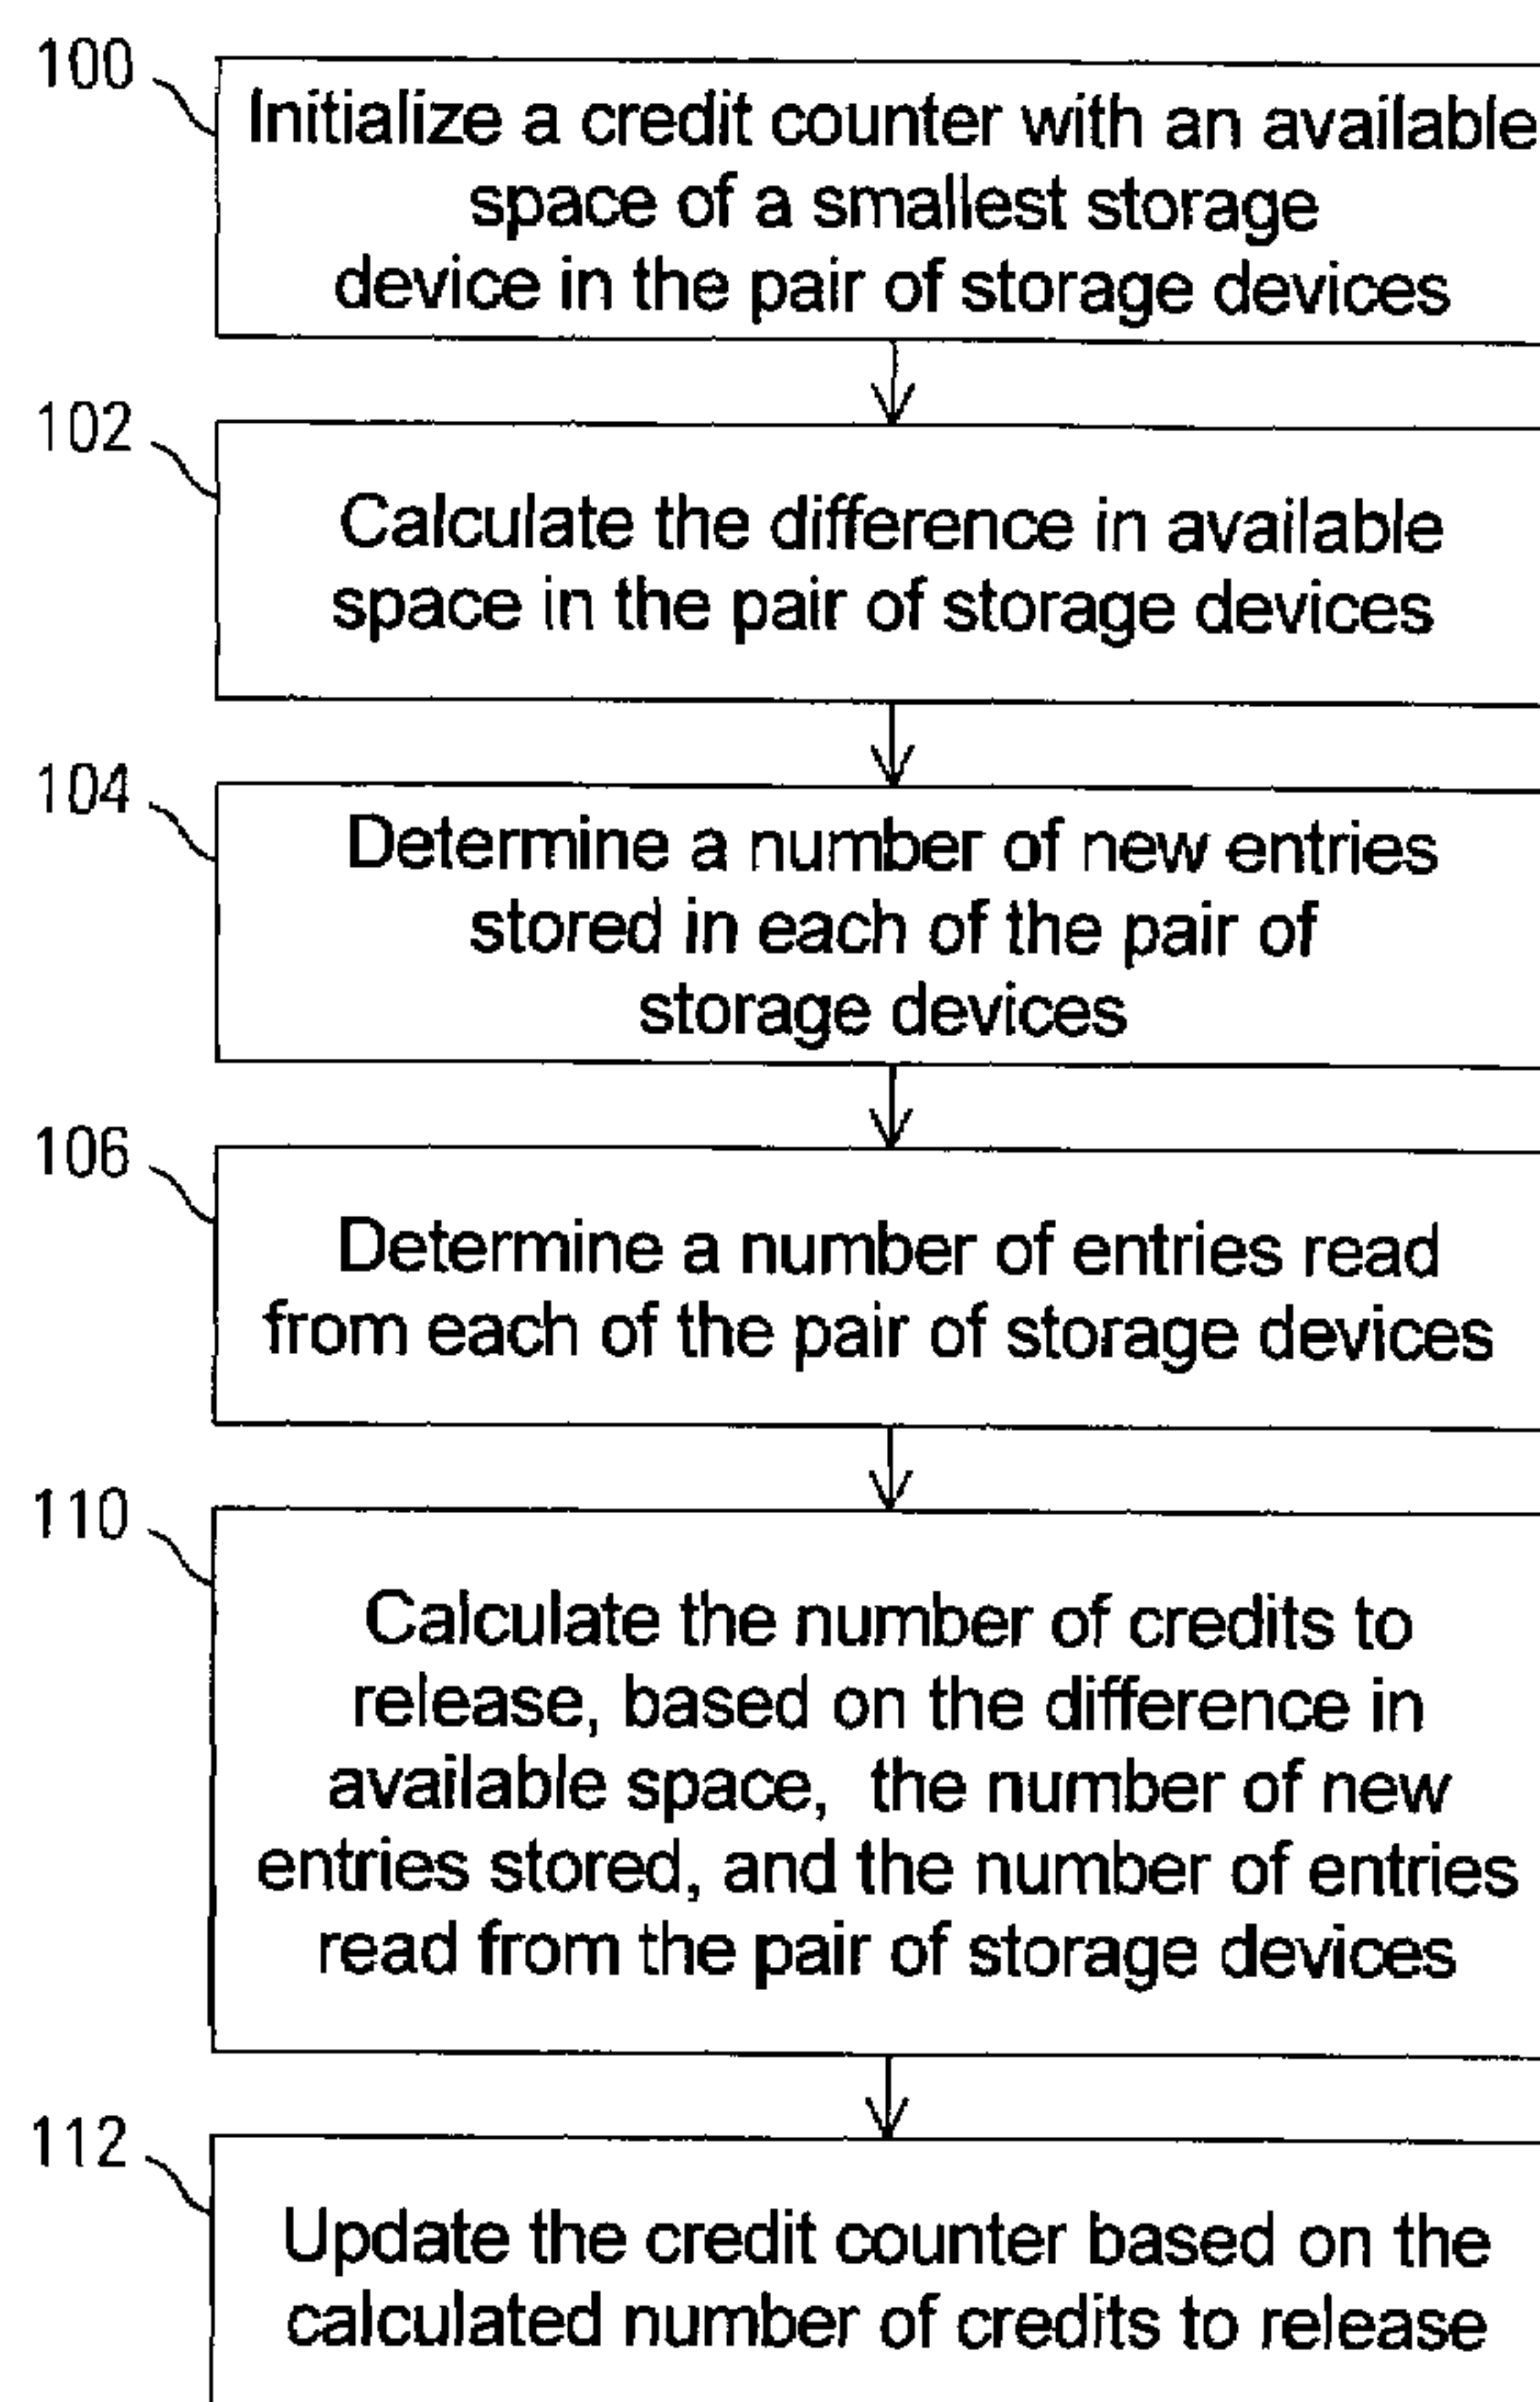 100
Initialize a credit counter with an available
space of a smallest storage
device in the pair of storage devices
102
Calculate the difference in available
space in the pair of storage devices
104
Determine a number of new entries
stored in each of the pair of
storage devices
106
Determine a number of entries read
from each of the pair of storage devices
110
Calculate the number of credits to
release, based on the difference in
available space, the number of new
entries stored, and the number of entries
read from the pair of storage devices
112
Update the credit counter based on the
calculated number of credits to release